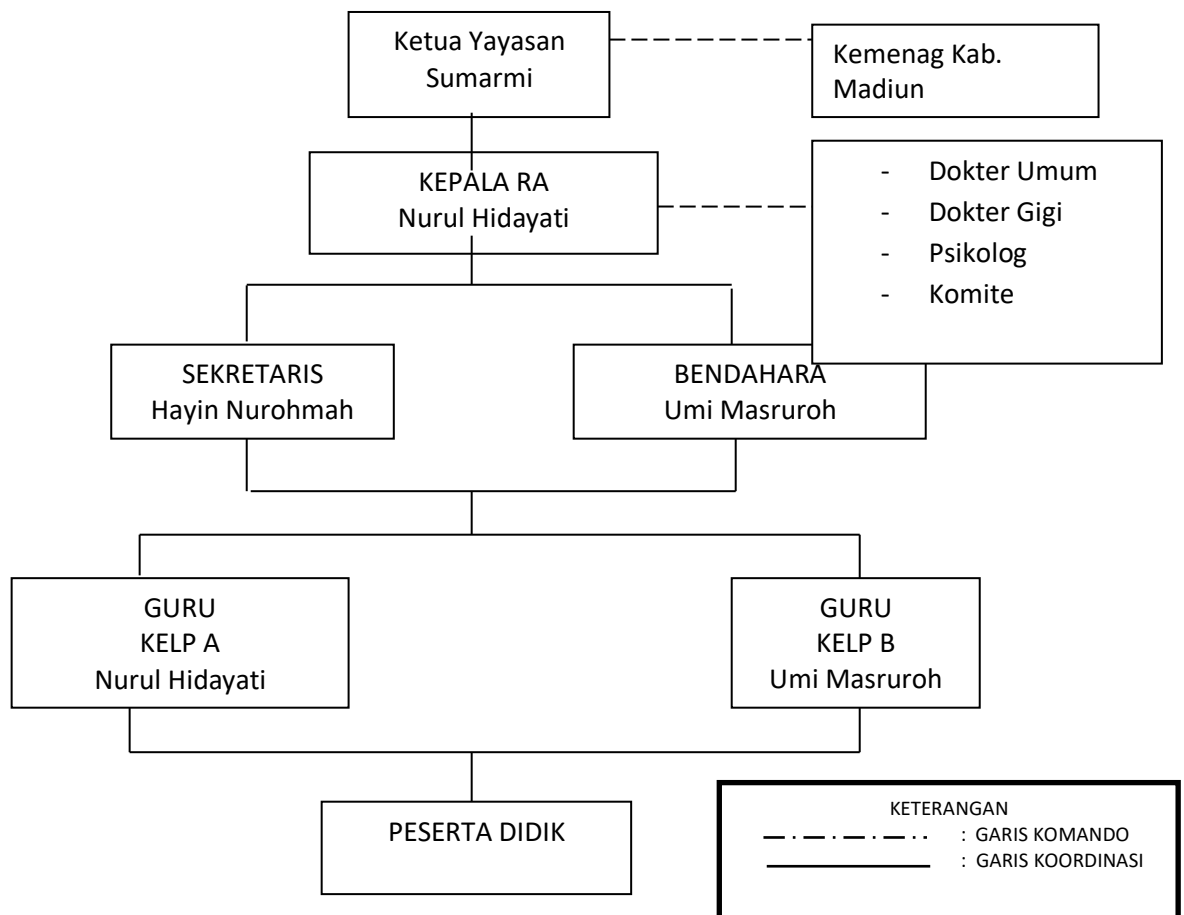 Ketua Yayasan
Sumarmi
Kemenag Kab.
Madiun
KEPALA RA
Nurul Hidayati
- Dokter Umum
- Dokter Gigi
- Psikolog
- Komite
SEKRETARIS
Hayin Nurohmah
BENDAHARA
Umi Masruroh
GURU
KELP A
Nurul Hidayati
GURU
KELP B
Umi Masruroh
PESERTA DIDIK
KETERANGAN
: GARIS KOMANDO
: GARIS KOORDINASI